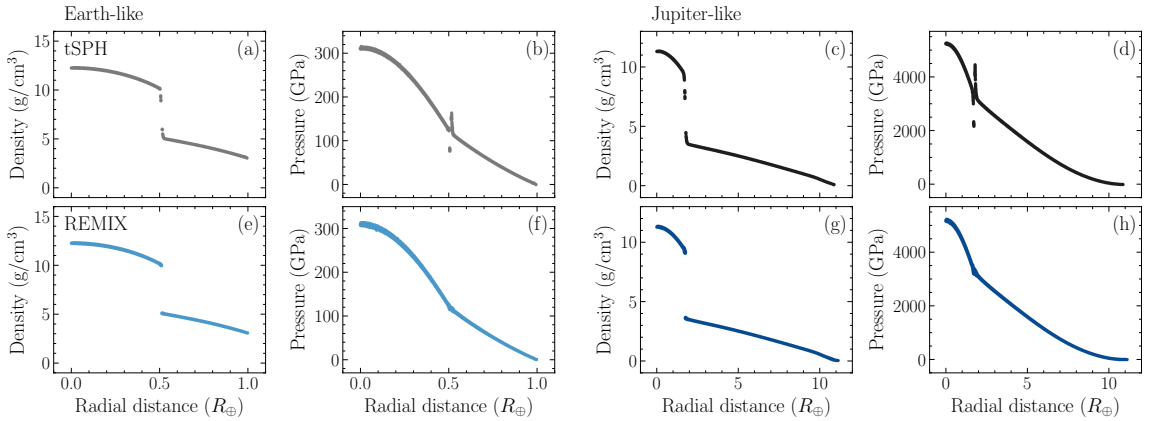 Earth-like
Jupiter-like
tSPH
(a)
(b)
(c)
(d)
Density (g/cm³)
15
10
5
0
Pressure (GPa)
300
200
100
0
Density (g/cm³)
10
5
0
Pressure (GPa)
4000
2000
0
REMIX
(e)
(f)
(g)
(h)
Density (g/cm³)
15
10
5
0
Pressure (GPa)
300
200
100
0
Density (g/cm³)
10
5
0
Pressure (GPa)
4000
2000
0
0.0 0.5 1.0
0.0 0.5 1.0
0 5 10
0 5 10
Radial distance (R⊕)
Radial distance (R⊕)
Radial distance (R⊕)
Radial distance (R⊕)